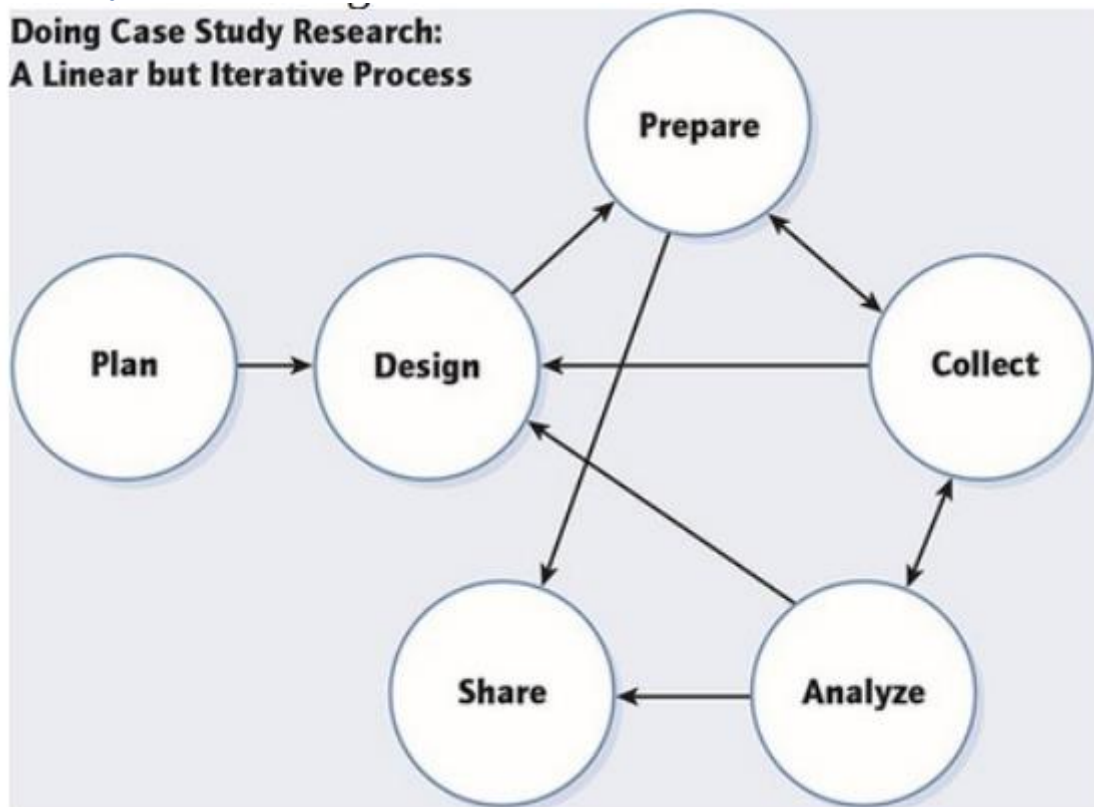 Doing Case Study Research:
A Linear but Iterative Process
Prepare
Plan
Design
Collect
Share
Analyze